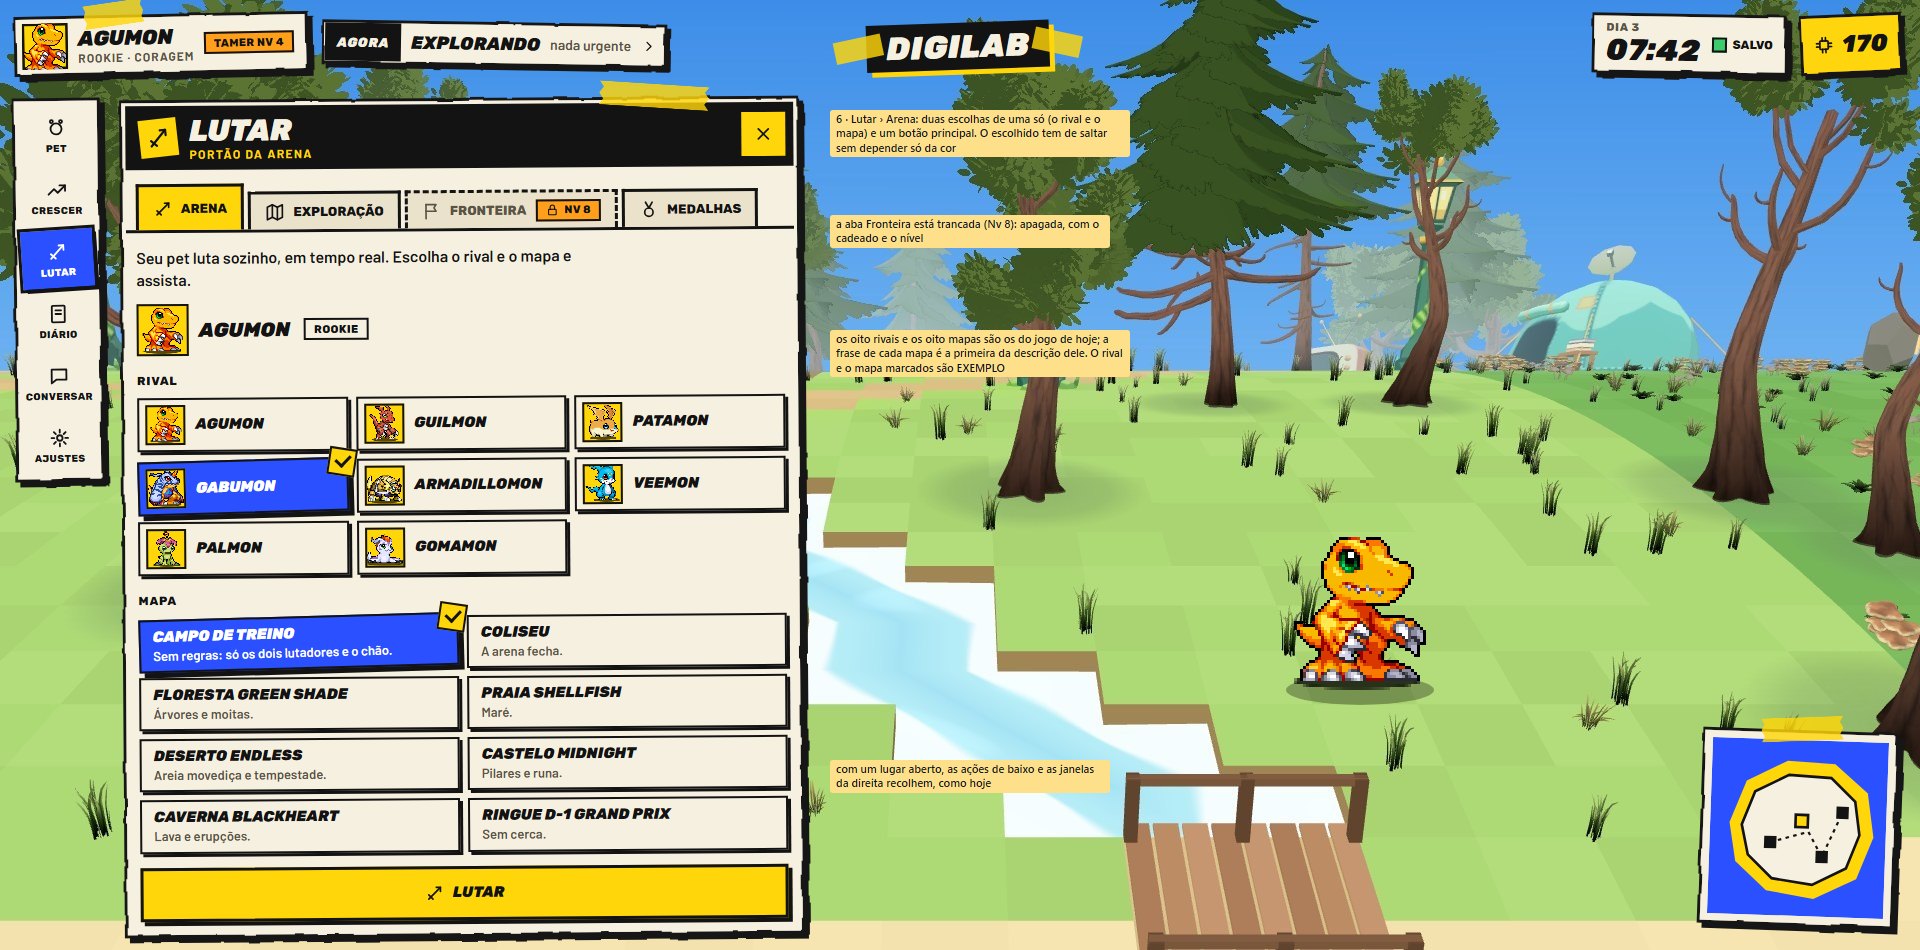 AGUMON
ROOKIE · CORAGEM
TAMER NV 4
AGORA
EXPLORANDO
nada urgente
DIGILAB
DIA 3
07:42
SALVO
170
PET
CRESCER
LUTAR
DIÁRIO
CONVERSAR
AJUSTES
LUTAR
PORTÃO DA ARENA
ARENA
EXPLORAÇÃO
FRONTEIRA
NV 8
MEDALHAS
Seu pet luta sozinho, em tempo real. Escolha o rival e o mapa e
assista.
AGUMON
ROOKIE
RIVAL
AGUMON
GUILMON
PATAMON
GABUMON
ARMADILLOMON
VEEMON
PALMON
GOMAMON
MAPA
CAMPO DE TREINO
Sem regras: só os dois lutadores e o chão.
COLISEU
A arena fecha.
FLORESTA GREEN SHADE
Árvores e moitas.
PRAIA SHELLFISH
Maré.
DESERTO ENDLESS
Areia movediça e tempestade.
CASTELO MIDNIGHT
Pilares e runa.
CAVERNA BLACKHEART
Lava e erupções.
RINGUE D-1 GRAND PRIX
Sem cerca.
LUTAR
6 · Lutar › Arena: duas escolhas de uma só (o rival e o
mapa) e um botão principal. O escolhido tem de saltar
sem depender só da cor
a aba Fronteira está trancada (Nv 8): apagada, com o
cadeado e o nível
os oito rivais e os oito mapas são os do jogo de hoje; a
frase de cada mapa é a primeira da descrição dele. O rival
e o mapa marcados são EXEMPLO
com um lugar aberto, as ações de baixo e as janelas
da direita recolhem, como hoje